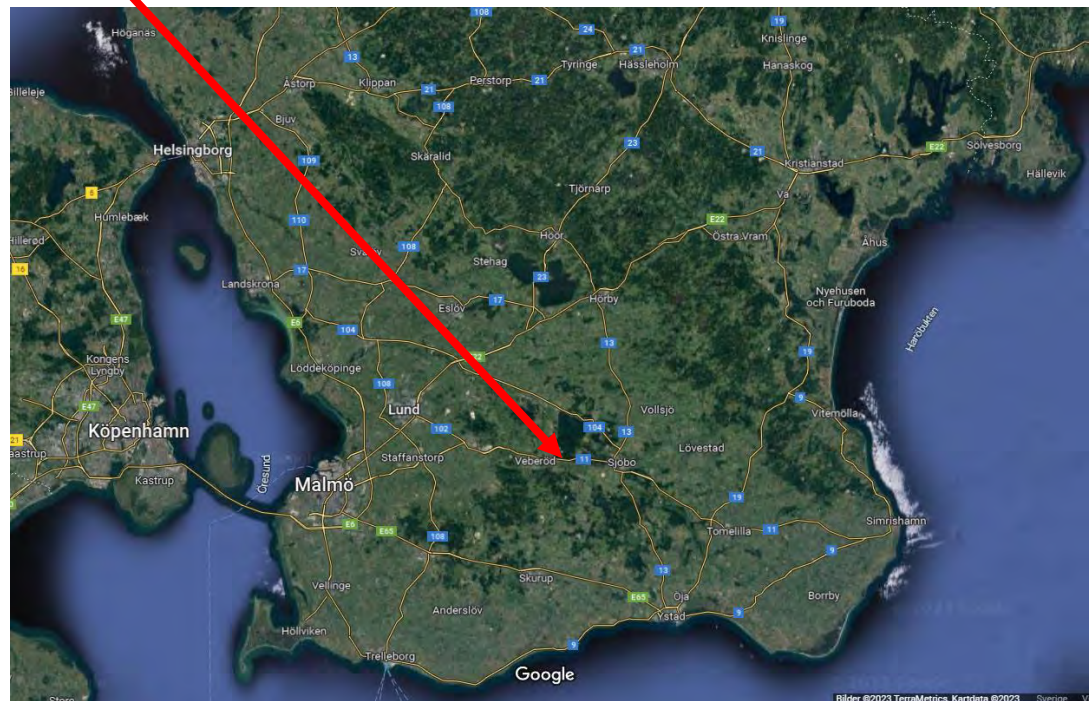 108
19
Höganäs
24
Knislinge
13
21
Tyringe
Hässleholm
Hanaskog
Åstorp
Klippan
Perstorp
21
21
Gilleleje
108
Bjuv
23
21
E22
Sölvesborg
Helsingborg
109
Skäralid
Kristianstad
Hällevik
6
Tjörnarp
Va
Humlebæk
110
E22
Hillerød
108
Höör
Östra Vram
Åhus
16
17
Stehag
23
Landskrona
Nyehusen
och Furuboda
Eslöv
17
Hörby
E47
E6
104
Hanöbukten
13
19
Kongens
Lyngby
Löddeköpinge
108
E47
Lund
Vollsjö
9
Vitemölla
Köpenhamn
102
104
13
21
Staffanstorp
Veberöd
11
Sjöbo
Lövestad
Kastrup
Öresund
Malmö
19
E6
E65
108
Tomelilla
11
Simrishamn
9
Vellinge
Skurup
13
Anderslöv
E65
Öja
Borrby
Ystad
9
Höllviken
9
Trelleborg
Google
Bilder ©2023 TerraMetrics, Kartdata ©2023
Sverige